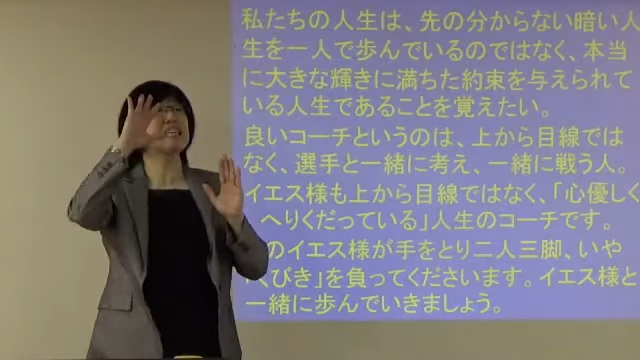 私たちの人生は、先の分からない暗い人
生を一人で歩んでいるのではなく、本当
に大きな輝きに満ちた約束を与えられて
いる人生であることを覚えたい。
良いコーチというのは、上から目線では
なく、選手と一緒に考え、一緒に戦う人。
イエス様も上から目線ではなく、「心優しく
へりくだっている」人生のコーチです。
のイエス様が手をとり二人三脚、いや
くびき」を負ってくださいます。イエス様と
一緒に歩んでいきましょう。